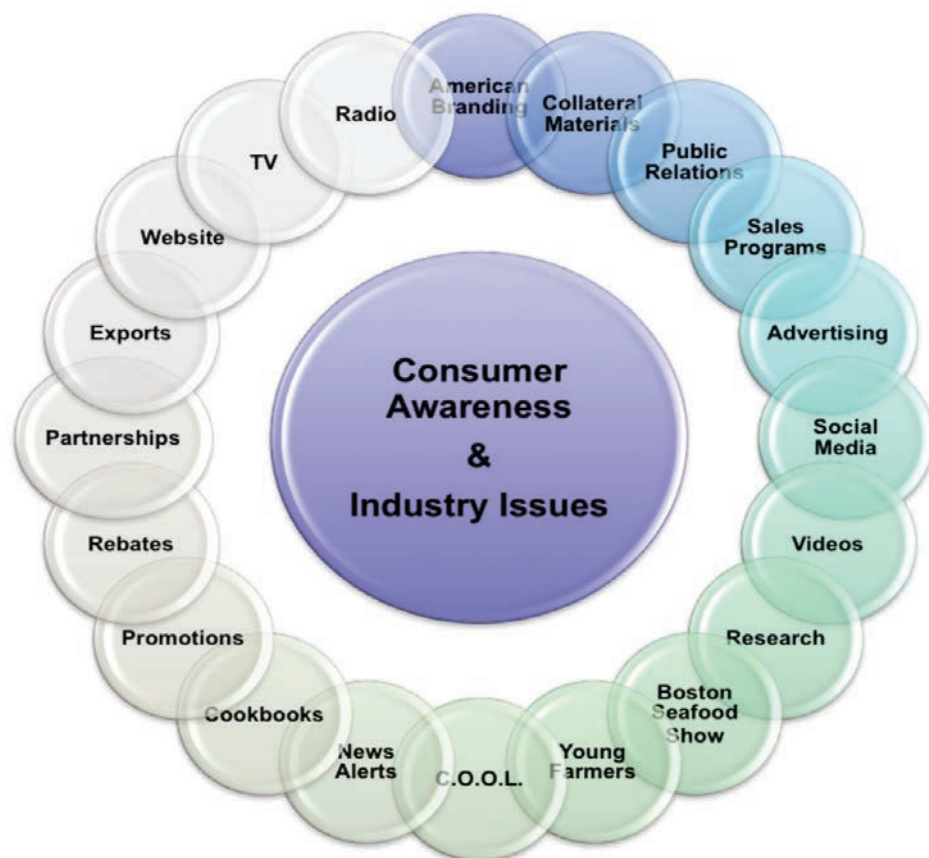 Consumer
Awareness
&
Industry Issues
American
Branding
Collateral
Materials
Public
Relations
Sales
Programs
Advertising
Social
Media
Videos
Research
Boston
Seafood
Show
Young
Farmers
C.O.O.L.
News
Alerts
Cookbooks
Promotions
Rebates
Partnerships
Exports
Website
TV
Radio